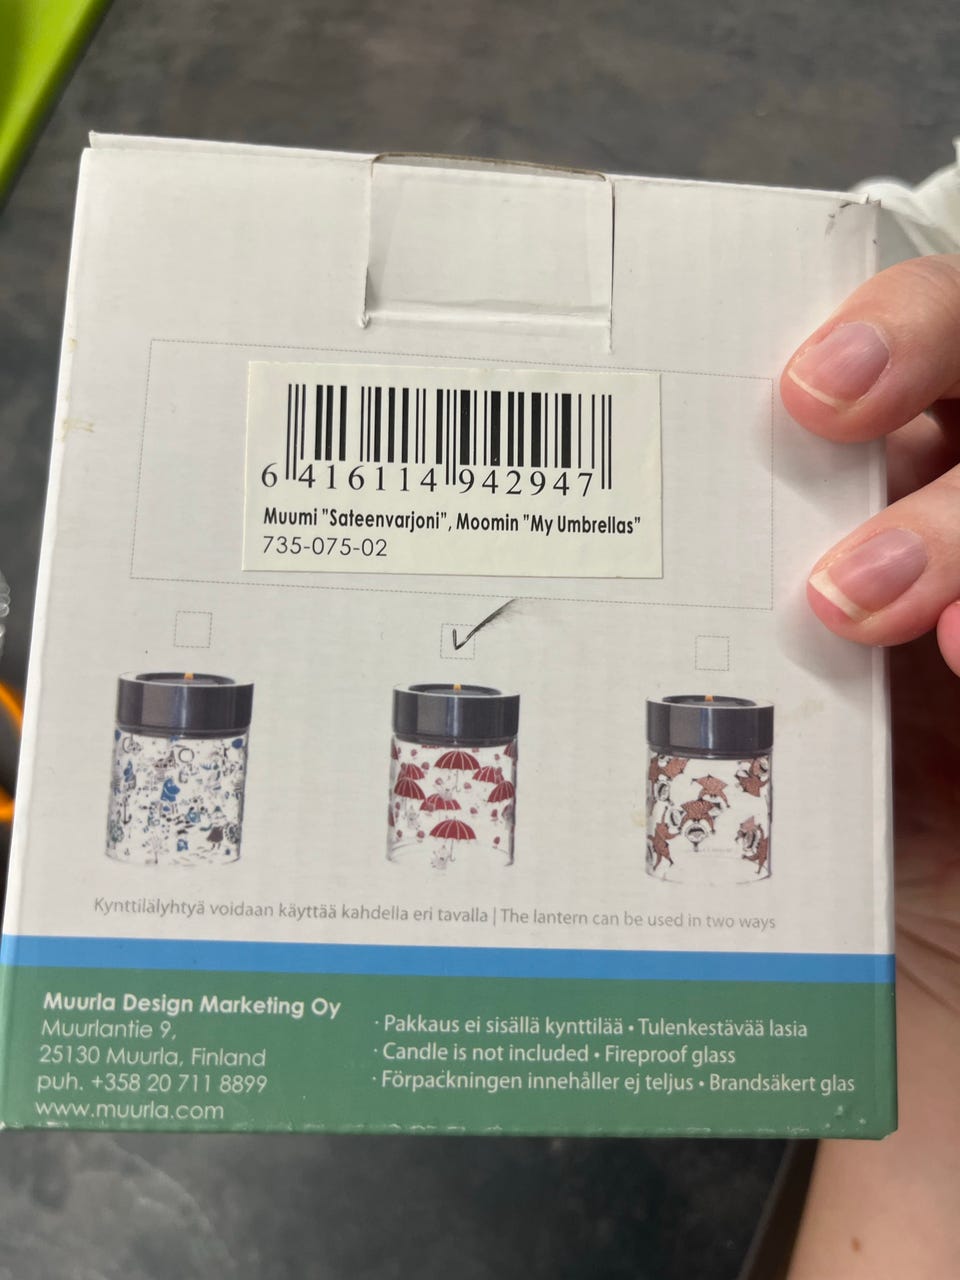 6 416114 942947
Muumi "Sateenvarjoni", Moomin "My Umbrellas"
735-075-02
Kynttilälyhtyä voidaan käyttää kahdella eri tavalla | The lantern can be used in two ways
Muurla Design Marketing Oy
Muurlantie 9,
25130 Muurla, Finland
puh. +358 20 711 8899
www.muurla.com
· Pakkaus ei sisällä kynttilää • Tulenkestävää lasia
· Candle is not included • Fireproof glass
· Förpackningen innehåller ej teljus • Brandsäkert glas